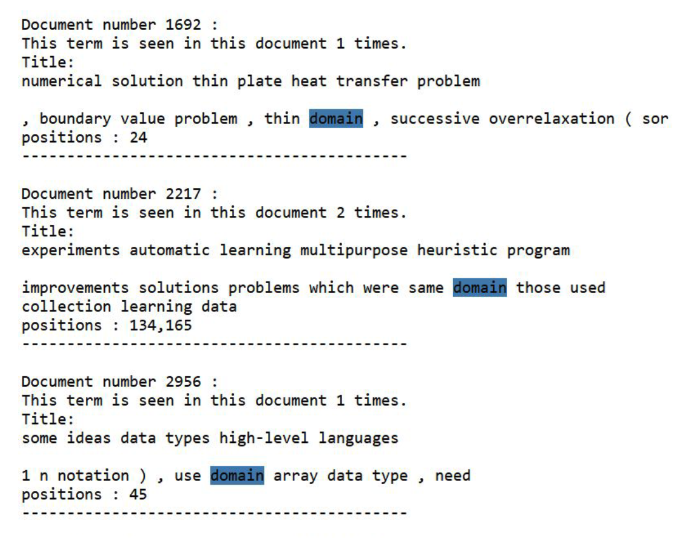 Document number 1692 :
This term is seen in this document 1 times.
Title:
numerical solution thin plate heat transfer problem
, boundary value problem , thin domain , successive overrelaxation ( sor
positions : 24
-------------------------------------------
Document number 2217 :
This term is seen in this document 2 times.
Title:
experiments automatic learning multipurpose heuristic program
improvements solutions problems which were same domain those used
collection learning data
positions : 134,165
-------------------------------------------
Document number 2956 :
This term is seen in this document 1 times.
Title:
some ideas data types high-level languages
1 n notation ) , use domain array data type , need
positions : 45
-------------------------------------------